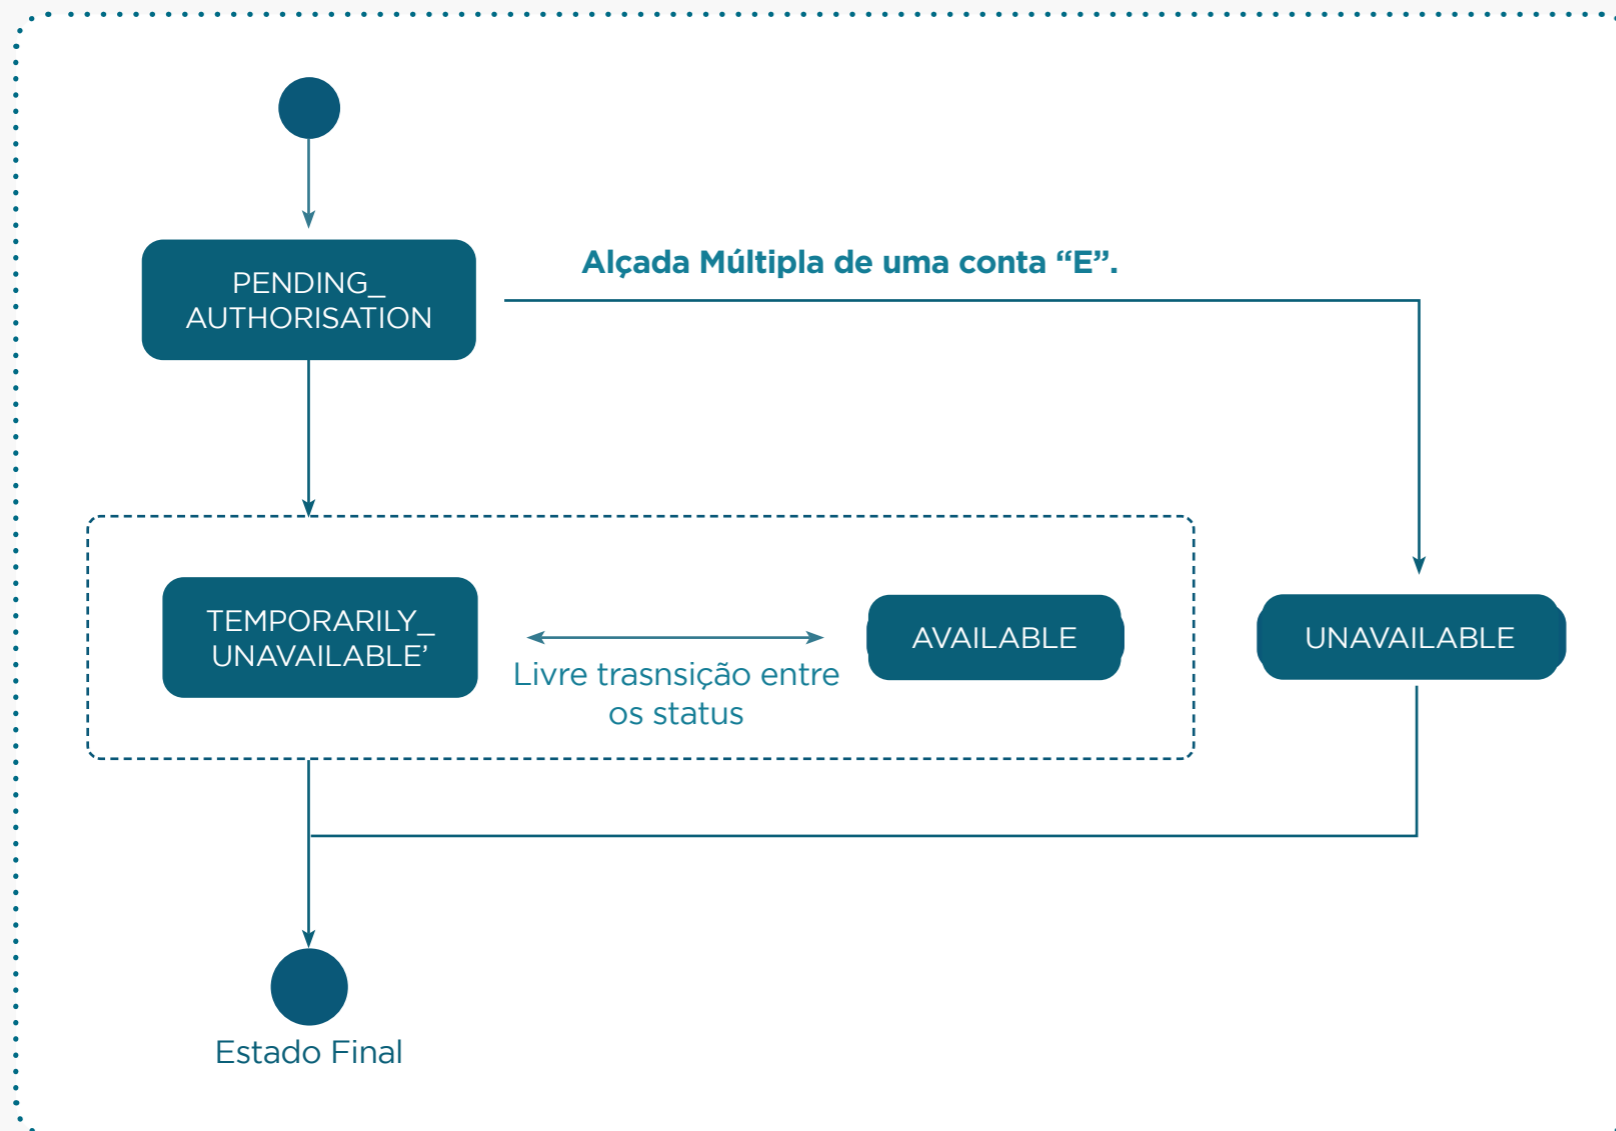 PENDING_
AUTHORISATION
Alçada Múltipla de uma conta “E”.
TEMPORARILY_
UNAVAILABLE’
Livre trasnsição entre
os status
AVAILABLE
UNAVAILABLE
Estado Final